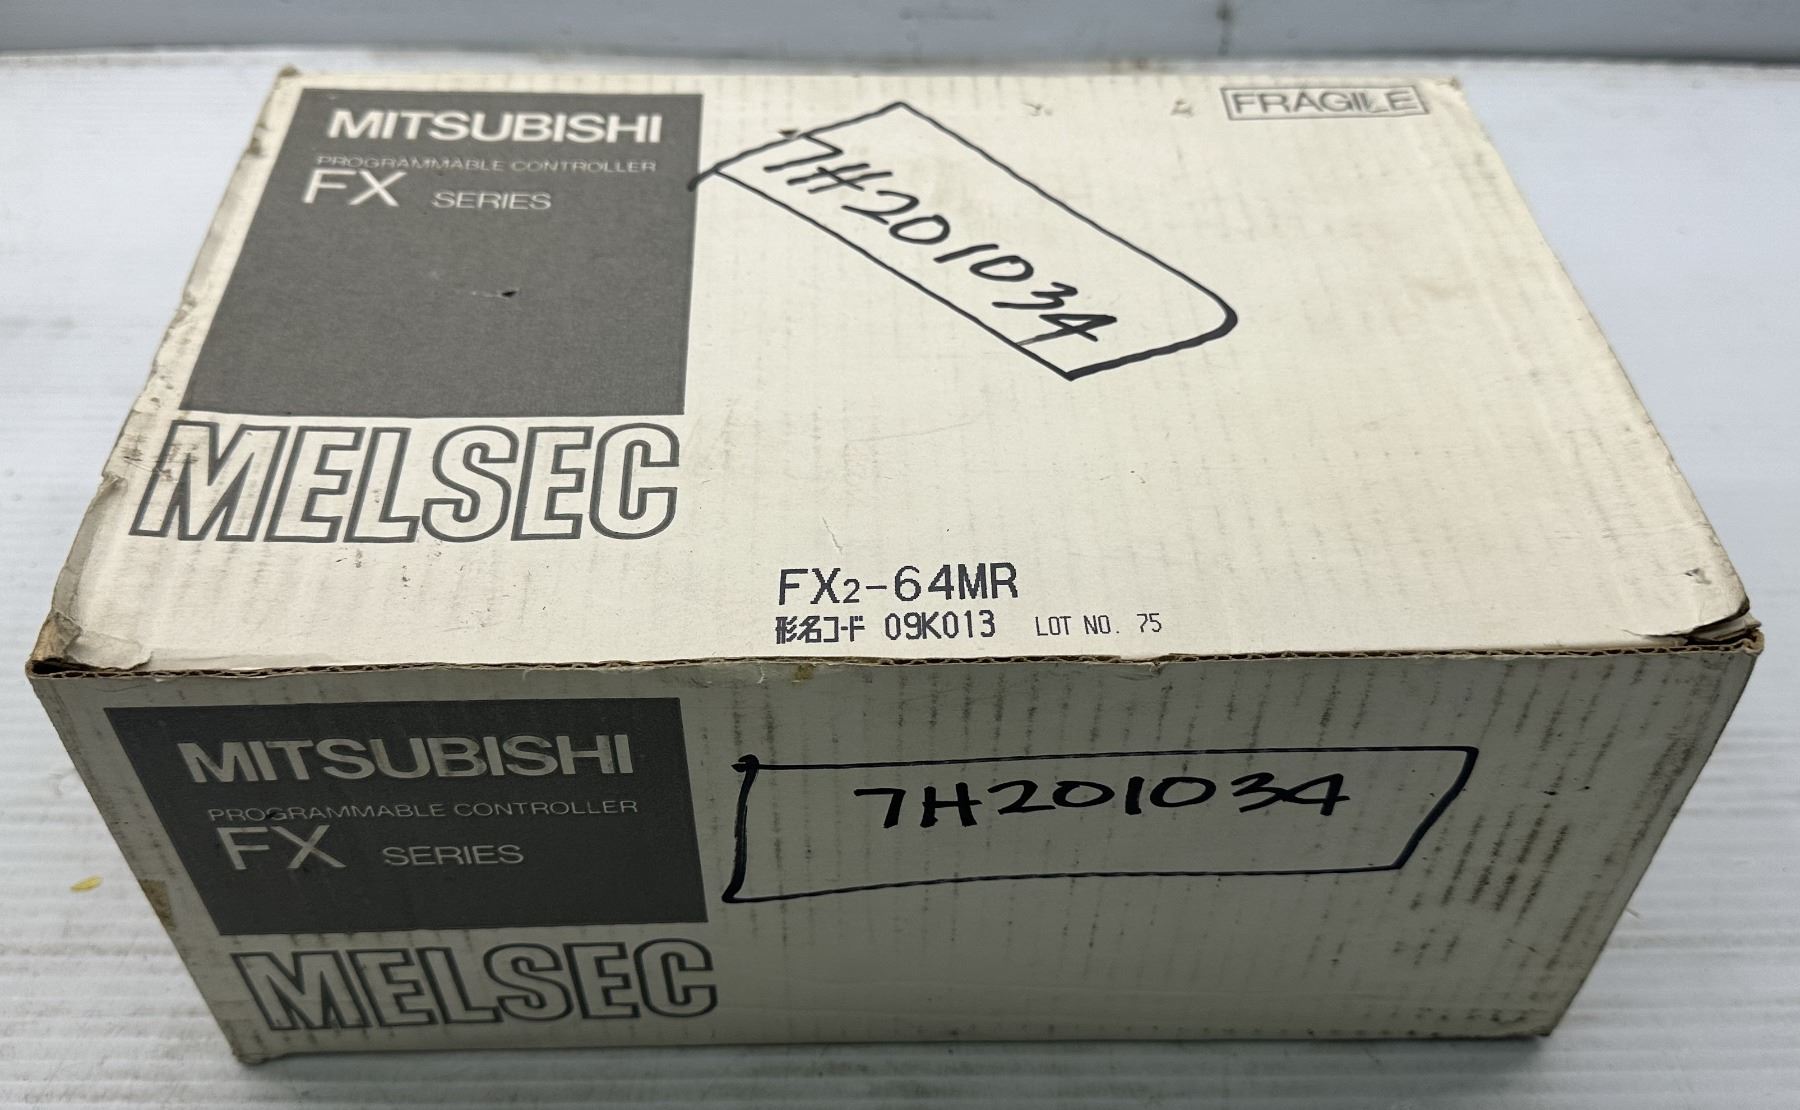 MITSUBISHI
PROGRAMMABLE CONTROLLER
FX SERIES
MELSEC
FRAGILE
7H201034
FX2-64MR
形名コード 09K013 LOT NO. 75
MITSUBISHI
PROGRAMMABLE CONTROLLER
FX SERIES
7H201034
MELSEC